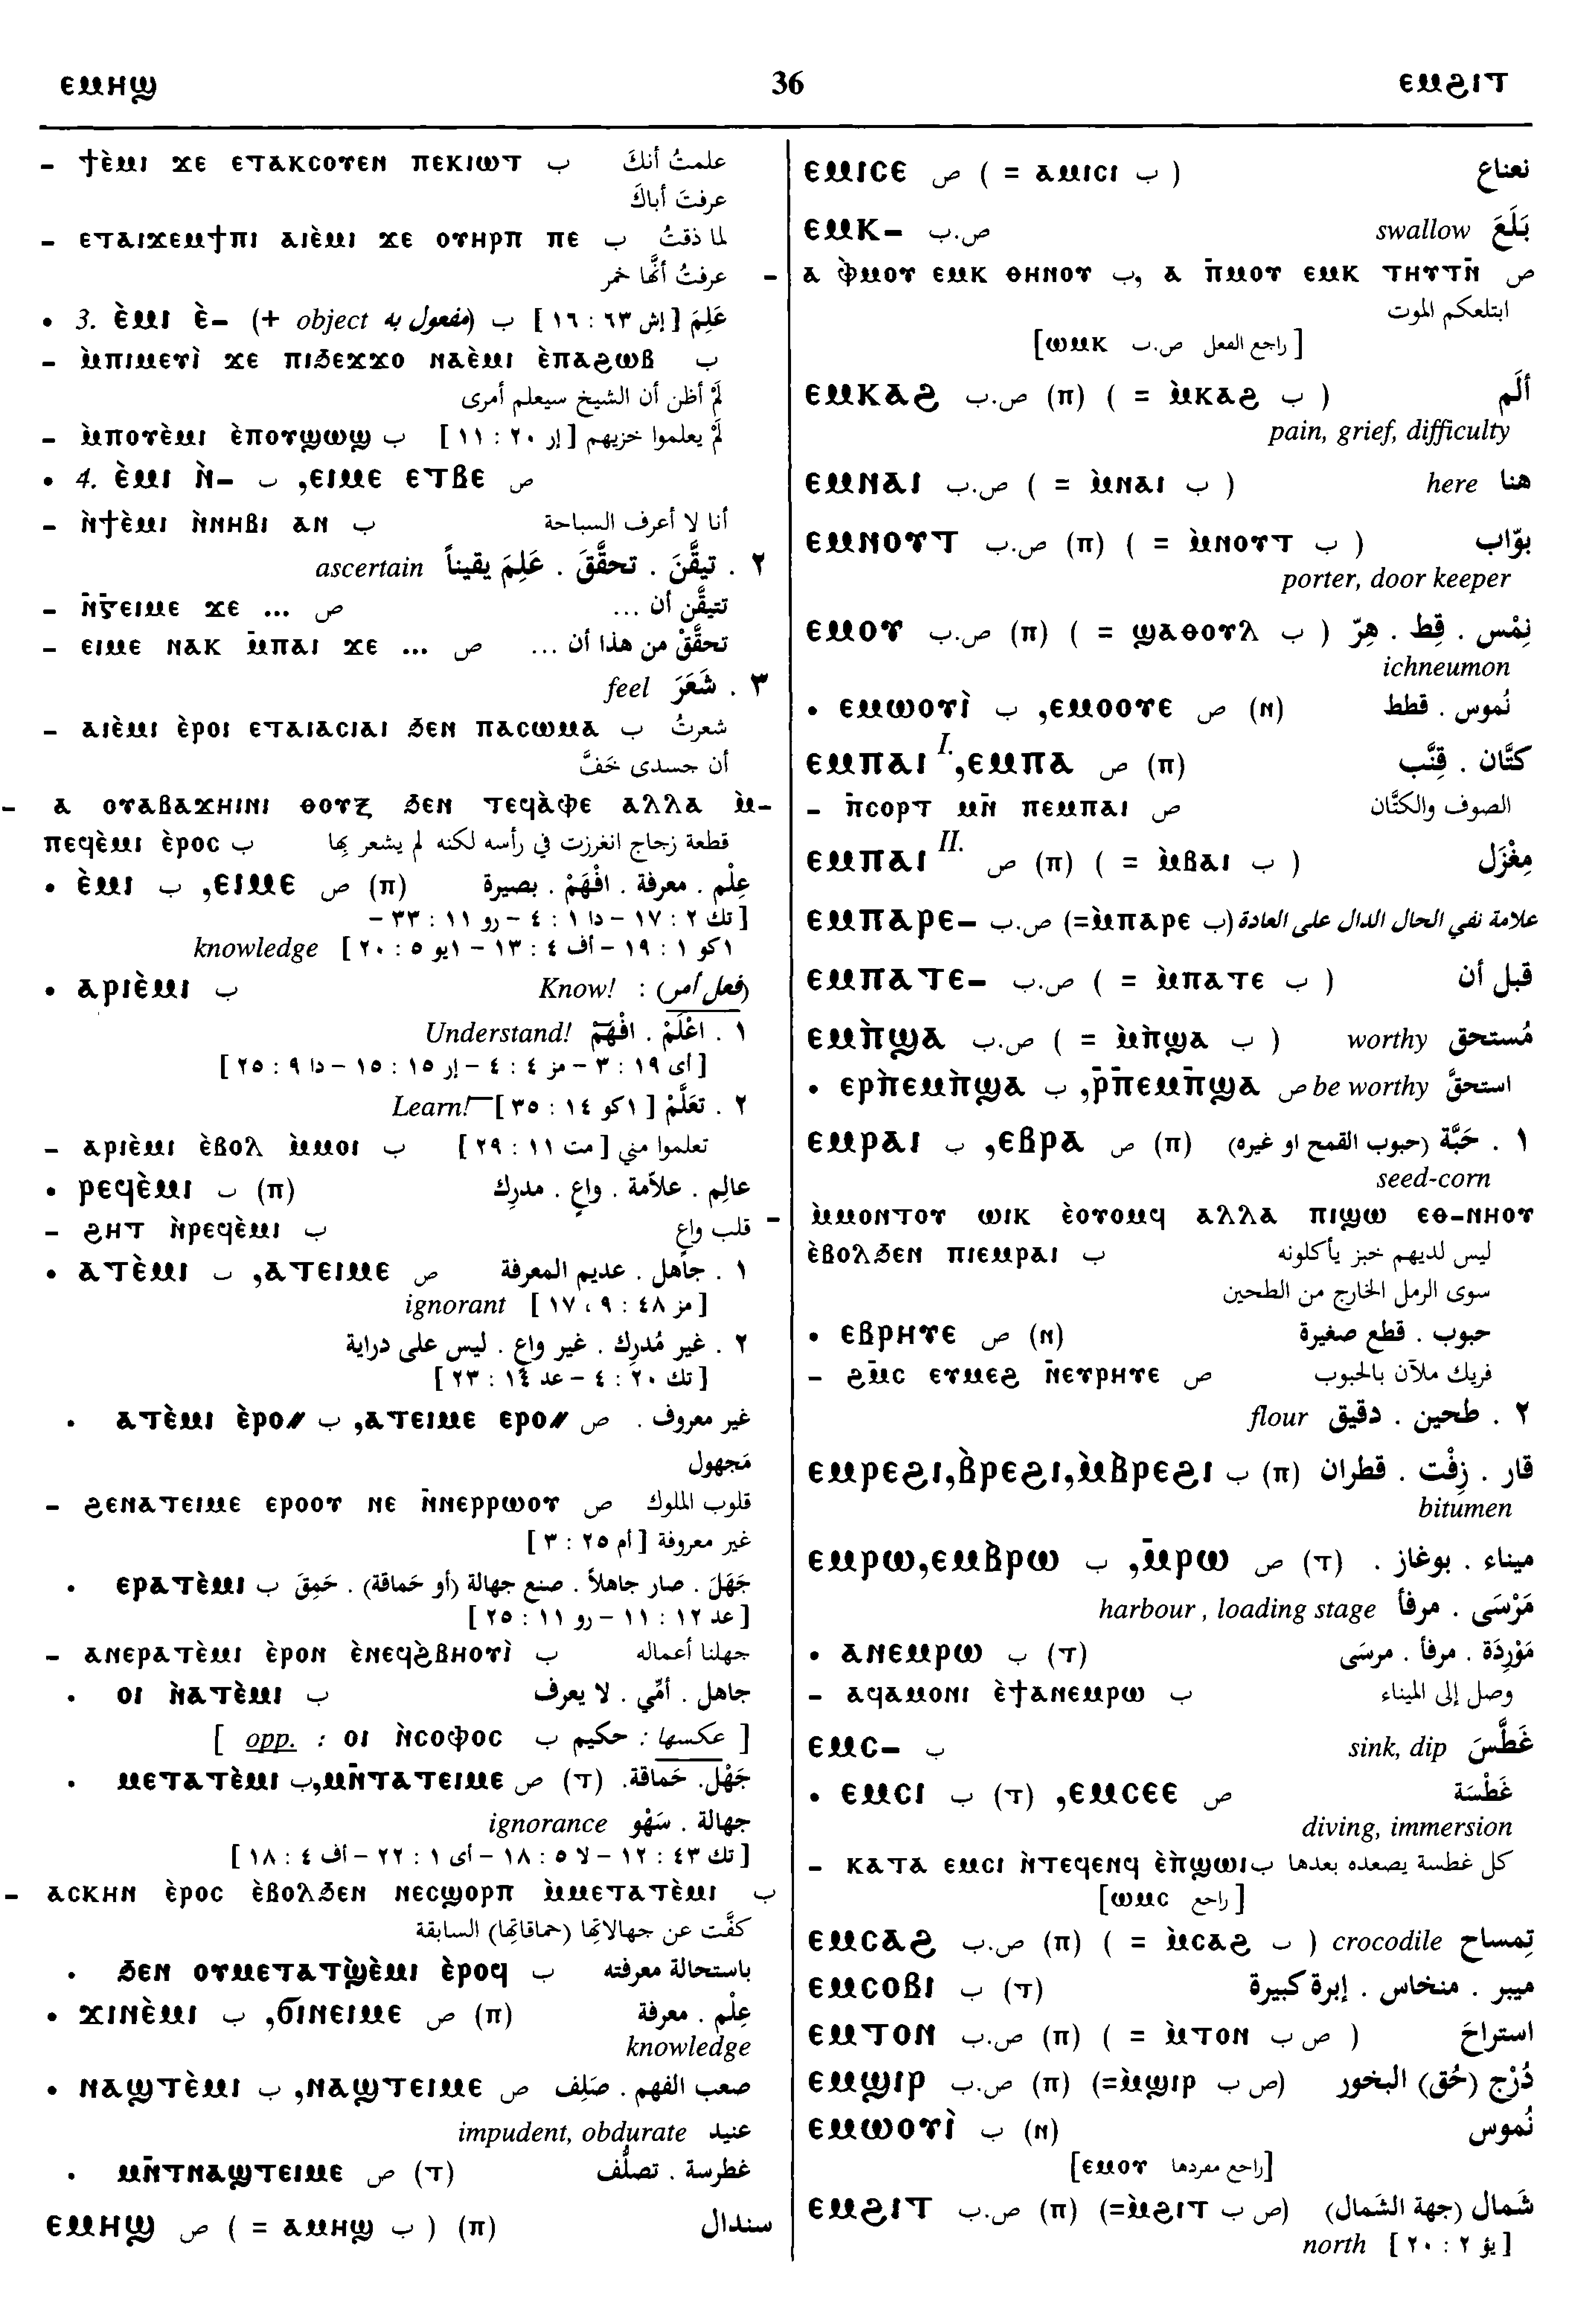 ⲉⲙⲏϣ 36 ⲉⲙϩⲓⲧ
– ϯⲉ̀ⲙⲓ ϫⲉ ⲉⲧⲁⲕⲥⲟⲩⲉⲛ ⲡⲉⲕⲓⲱⲧ ب علمتُ أنكَ
عرفتَ أباكَ
– ⲉⲧⲁⲓϫⲉⲙϯⲡⲓ ⲁⲓⲉ̀ⲙⲓ ϫⲉ ⲟⲩⲏⲣⲡ ⲡⲉ ب لما ذقتُ
عرفتُ أنَّها خمر
• 3. ⲉ̀ⲙⲓ ⲉ̀– (+ object مفعول به) ب عَلِمَ [إش ٦٣ : ١٦]
– ⲙ̀ⲡⲓⲙⲉⲩⲓ̀ ϫⲉ ⲡⲓϧⲉⲗⲗⲟ ⲛⲁⲉ̀ⲙⲓ ⲉ̀ⲡⲁϩⲱⲃ ب
لَمْ أظن أن الشيخ سيعلم أمرى
– ⲙ̀ⲡⲟⲩⲉ̀ⲙⲓ ⲉ̀ⲡⲟⲩϣⲱϣ ب لَمْ يعلموا خزيهم [إر ٢٠ : ١١]
• 4. ⲉ̀ⲙⲓ ⲛ̀– ب ,ⲉⲓⲙⲉ ⲉⲧⲃⲉ ص
– ⲛ̀ϯⲉ̀ⲙⲓ ⲛ̀ⲛⲏⲃⲓ ⲁⲛ ب أنا لا أعرف السباحة
٢ . تيقَّنَ . تحقَّقَ . عَلِمَ يقيناً ascertain
– ⲛ̄ⲅ̄ⲉⲓⲙⲉ ϫⲉ ... ص تتيقَّن أن ...
– ⲉⲓⲙⲉ ⲛⲁⲕ ⲙ̄ⲡⲁⲓ ϫⲉ ... ص تحقَّقْ من هذا أن ...
٣ . شَعَرَ feel
– ⲁⲓⲉ̀ⲙⲓ ⲉ̀ⲣⲟⲓ ⲉⲧⲁⲓⲁⲥⲓⲁⲓ ϧⲉⲛ ⲡⲁⲥⲱⲙⲁ ب شعرتُ
أن جسدى خَفَّ
– ⲁ ⲟⲩⲁⲃⲁϫⲏⲓⲛⲓ ⲑⲟⲩⲝ ϧⲉⲛ ⲧⲉϥⲁ̀ⲫⲉ ⲁⲗⲗⲁ ⲙ̀–
ⲡⲉϥⲉ̀ⲙⲓ ⲉ̀ⲣⲟⲥ ب قطعة زجاج انغرزت في رأسه لكنه لم يشعر بِها
• ⲉ̀ⲙⲓ ب ,ⲉⲓⲙⲉ ص (ⲡ) عِلْم . معرفة . افْهَمْ . بصيرة
[تك ٢ : ١٧ – دا ١ : ٤ – رو ١١ : ٣٣ –
١كو ١ : ١٩ – أف ٤ : ١٣ – ١يو ٥ : ٢٠] knowledge
• ⲁⲣⲓⲉ̀ⲙⲓ ب (فعل أمر) : Know!
١ . اعْلَمْ . افْهَمْ Understand!
[أى ١٩ : ٣ – مز ٤ : ٤ – إر ١٥ : ١٥ – دا ٩ : ٢٥]
٢ . تعَلَّمْ [١كو ١٤ : ٣٥] Learn!
– ⲁⲣⲓⲉ̀ⲙⲓ ⲉ̀ⲃⲟⲗ ⲙ̀ⲙⲟⲓ ب تعلموا مني [مت ١١ : ٢٩]
• ⲣⲉϥⲉ̀ⲙⲓ ب (ⲡ) عالِم . علاَّمة . واعٍ . مدرِك
– ϩⲏⲧ ⲛ̀ⲣⲉϥⲉ̀ⲙⲓ ب قلب واعٍ
• ⲁⲧⲉ̀ⲙⲓ ب ,ⲁⲧⲉⲓⲙⲉ ص ١ . جاهل . عديم المعرفة
[مز ٤٨ : ٩ ، ١٧] ignorant
٢ . غير مُدرِك . غير واعٍ . ليس على دراية
[تك ٢٠ : ٤ – عد ١٤ : ٢٣]
• ⲁⲧⲉ̀ⲙⲓ ⲉ̀ⲣⲟ⸗ ب ,ⲁⲧⲉⲓⲙⲉ ⲉⲣⲟ⸗ ص غير معروف .
مَجهول
– ϩⲉⲛⲁⲧⲉⲓⲙⲉ ⲉⲣⲟⲟⲩ ⲛⲉ ⲛ̄ⲛⲉⲣⲣⲱⲟⲩ ص قلوب الملوك
غير معروفة [أم ٢٥ : ٣]
• ⲉⲣⲁⲧⲉ̀ⲙⲓ ب جَهَلَ . صار جاهلاً . صنع جهالة (أو حَماقة) . حَمِقَ
[عد ١٢ : ١١ – رو ١١ : ٢٥]
– ⲁⲛⲉⲣⲁⲧⲉ̀ⲙⲓ ⲉ̀ⲣⲟⲛ ⲉ̀ⲛⲉϥϩ̀ⲃⲏⲟⲩⲓ̀ ب جهلنا أعماله
• ⲟⲓ ⲛ̀ⲁⲧⲉ̀ⲙⲓ ب جاهل . أمّي . لا يعرف
[ opp. : ⲟⲓ ⲛ̀ⲥⲟⲫⲟⲥ ب عكسها : حكيم ]
• ⲙⲉⲧⲁⲧⲉ̀ⲙⲓ ب,ⲙⲛ̄ⲧⲁⲧⲉⲓⲙⲉ ص (ⲧ) جَهْل. حَماقة.
جهالة . سَهْو ignorance
[تك ٤٣ : ١٢ – لا ٥ : ١٨ – أى ١ : ٢٢ – أف ٤ : ١٨]
– ⲁⲥⲕⲏⲛ ⲉ̀ⲣⲟⲥ ⲉ̀ⲃⲟⲗϧⲉⲛ ⲛⲉⲥϣⲟⲣⲡ ⲙ̀ⲙⲉⲧⲁⲧⲉ̀ⲙⲓ ب
كفَّت عن جهالاتِها (حماقاتِها) السابقة
• ϧⲉⲛ ⲟⲩⲙⲉⲧⲁⲧϣ̀ⲉ̀ⲙⲓ ⲉ̀ⲣⲟϥ ب باستحالة معرفته
• ϫⲓⲛⲉ̀ⲙⲓ ب ,ϭⲓⲛⲉⲓⲙⲉ ص (ⲡ) عِلْم . معرفة
knowledge
• ⲛⲁϣⲧⲉ̀ⲙⲓ ب ,ⲛⲁϣⲧⲉⲓⲙⲉ ص صعب الفهم . صَلِف
عنيد impudent, obdurate
• ⲙⲛ̄ⲧⲛⲁϣⲧⲉⲓⲙⲉ ص (ⲧ) غطرسة . تصلُّف
ⲉⲙⲏϣ ص ( = ⲁⲙⲏϣ ب ) (ⲡ) سندال
ⲉⲙⲓⲥⲉ ص ( = ⲁⲙⲓⲥⲓ ب ) نعناع
ⲉⲙⲕ– ص.ب بَلَعَ swallow
– ⲁ ⲫ̀ⲙⲟⲩ ⲉⲙⲕ ⲑⲏⲛⲟⲩ ب, ⲁ ⲡ̄ⲙⲟⲩ ⲉⲙⲕ ⲧⲏⲩⲧⲛ̄ ص
ابتلعكم الموت
[راجع الفعل ص.ب ⲱⲙⲕ]
ⲉⲙⲕⲁϩ ص.ب (ⲡ) ( = ⲙ̀ⲕⲁϩ ب ) ألَم
pain, grief, difficulty
ⲉⲙⲛⲁⲓ ص.ب ( = ⲙ̀ⲛⲁⲓ ب ) هنا here
ⲉⲙⲛⲟⲩⲧ ص.ب (ⲡ) ( = ⲙ̀ⲛⲟⲩⲧ ب ) بوّاب
porter, door keeper
ⲉⲙⲟⲩ ص.ب (ⲡ) ( = ϣⲁⲑⲟⲩⲗ ب ) نِمْس . قِط . هِرّ
ichneumon
• ⲉⲙⲱⲟⲩⲓ̀ ب ,ⲉⲙⲟⲟⲩⲉ ص (ⲛ) نُموس . قطط
ⲉⲙⲡⲁⲓ I. ,ⲉⲙⲡⲁ ص (ⲡ) كتَّان . قِنَّب
– ⲡ̄ⲥⲟⲣⲧ ⲙⲛ̄ ⲡⲉⲙⲡⲁⲓ ص الصوف والكتَّان
ⲉⲙⲡⲁⲓ II. ص (ⲡ) ( = ⲙ̀ⲃⲁⲓ ب ) مِغْزَل
ⲉⲙⲡⲁⲣⲉ– ص.ب (=ⲙ̀ⲡⲁⲣⲉ ب) علامة نفي الحال الدال على العادة
ⲉⲙⲡⲁⲧⲉ– ص.ب ( = ⲙ̀ⲡⲁⲧⲉ ب ) قبل أن
ⲉⲙⲡ̀ϣⲁ ص.ب ( = ⲙ̀ⲡ̀ϣⲁ ب ) مُستحق worthy
• ⲉⲣⲡ̀ⲉⲙⲡ̀ϣⲁ ب ,ⲣ̄ⲡ̄ⲉⲙⲡ̄ϣⲁ ص استحقَّ be worthy
ⲉⲙⲣⲁⲓ ب ,ⲉⲃⲣⲁ ص (ⲡ) ١ . حَبَّة (حبوب القمح او غيره)
seed-corn
– ⲙ̀ⲙⲟⲛⲧⲟⲩ ⲱⲓⲕ ⲉ̀ⲟⲩⲟⲙϥ ⲁⲗⲗⲁ ⲡⲓϣⲱ ⲉⲑ–ⲛⲏⲟⲩ
ⲉ̀ⲃⲟⲗϧⲉⲛ ⲡⲓⲉⲙⲣⲁⲓ ب ليس لديهم خبز يأكلونه
سوى الرمل الخارج من الطحين
• ⲉⲃⲣⲏⲩⲉ ص (ⲛ) حبوب . قطع صغيرة
– ϩⲙ̄ⲥ ⲉⲩⲙⲉϩ ⲛ̄ⲉⲩⲣⲏⲩⲉ ص فريك ملآن بالحبوب
٢ . طحين . دقيق flour
ⲉⲙⲣⲉϩⲓ,ⲃ̀ⲣⲉϩⲓ,ⲙ̀ⲃ̀ⲣⲉϩⲓ ب (ⲡ) قار . زِفْت . قطران
bitumen
ⲉⲙⲣⲱ,ⲉⲙⲃ̀ⲣⲱ ب ,ⲙ̄ⲣⲱ ص (ⲧ) ميناء . بوغاز .
مَرْسَى . مرفأ harbour , loading stage
• ⲁⲛⲉⲙⲣⲱ ب (ⲧ) مَوْرِدَة . مرفأ . مرسَى
– ⲁϥⲁⲙⲟⲛⲓ ⲉ̀ϯⲁⲛⲉⲙⲣⲱ ب وصل إلى الميناء
ⲉⲙⲥ– ب غَطَّسَ sink, dip
• ⲉⲙⲥⲓ ب (ⲧ) ,ⲉⲙⲥⲉⲉ ص غَطْسَة
diving, immersion
– ⲕⲁⲧⲁ ⲉⲙⲥⲓ ⲛ̀ⲧⲉϥⲉⲛϥ ⲉ̀ⲡ̀ϣⲱⲓ ب كل غطسة يصعده بعدها
[راجع ⲱⲙⲥ]
ⲉⲙⲥⲁϩ ص.ب (ⲡ) ( = ⲙ̀ⲥⲁϩ ب ) تِمساح crocodile
ⲉⲙⲥⲟⲃⲓ ب (ⲧ) ميبر . منخاس . إبرة كبيرة
ⲉⲙⲧⲟⲛ ص.ب (ⲡ) ( = ⲙ̀ⲧⲟⲛ ص ب ) استراحَ
ⲉⲙϣⲓⲣ ص.ب (ⲡ) (=ⲙ̀ϣⲓⲣ ص ب) دُرْج (حُق) البخور
ⲉⲙⲱⲟⲩⲓ̀ ب (ⲛ) نُموس
[راجع مفردها ⲉⲙⲟⲩ]
ⲉⲙϩⲓⲧ ص.ب (ⲡ) (=ⲙ̀ϩⲓⲧ ص ب) شَمال (جهة الشَمال)
[يؤ ٢ : ٢٠] north